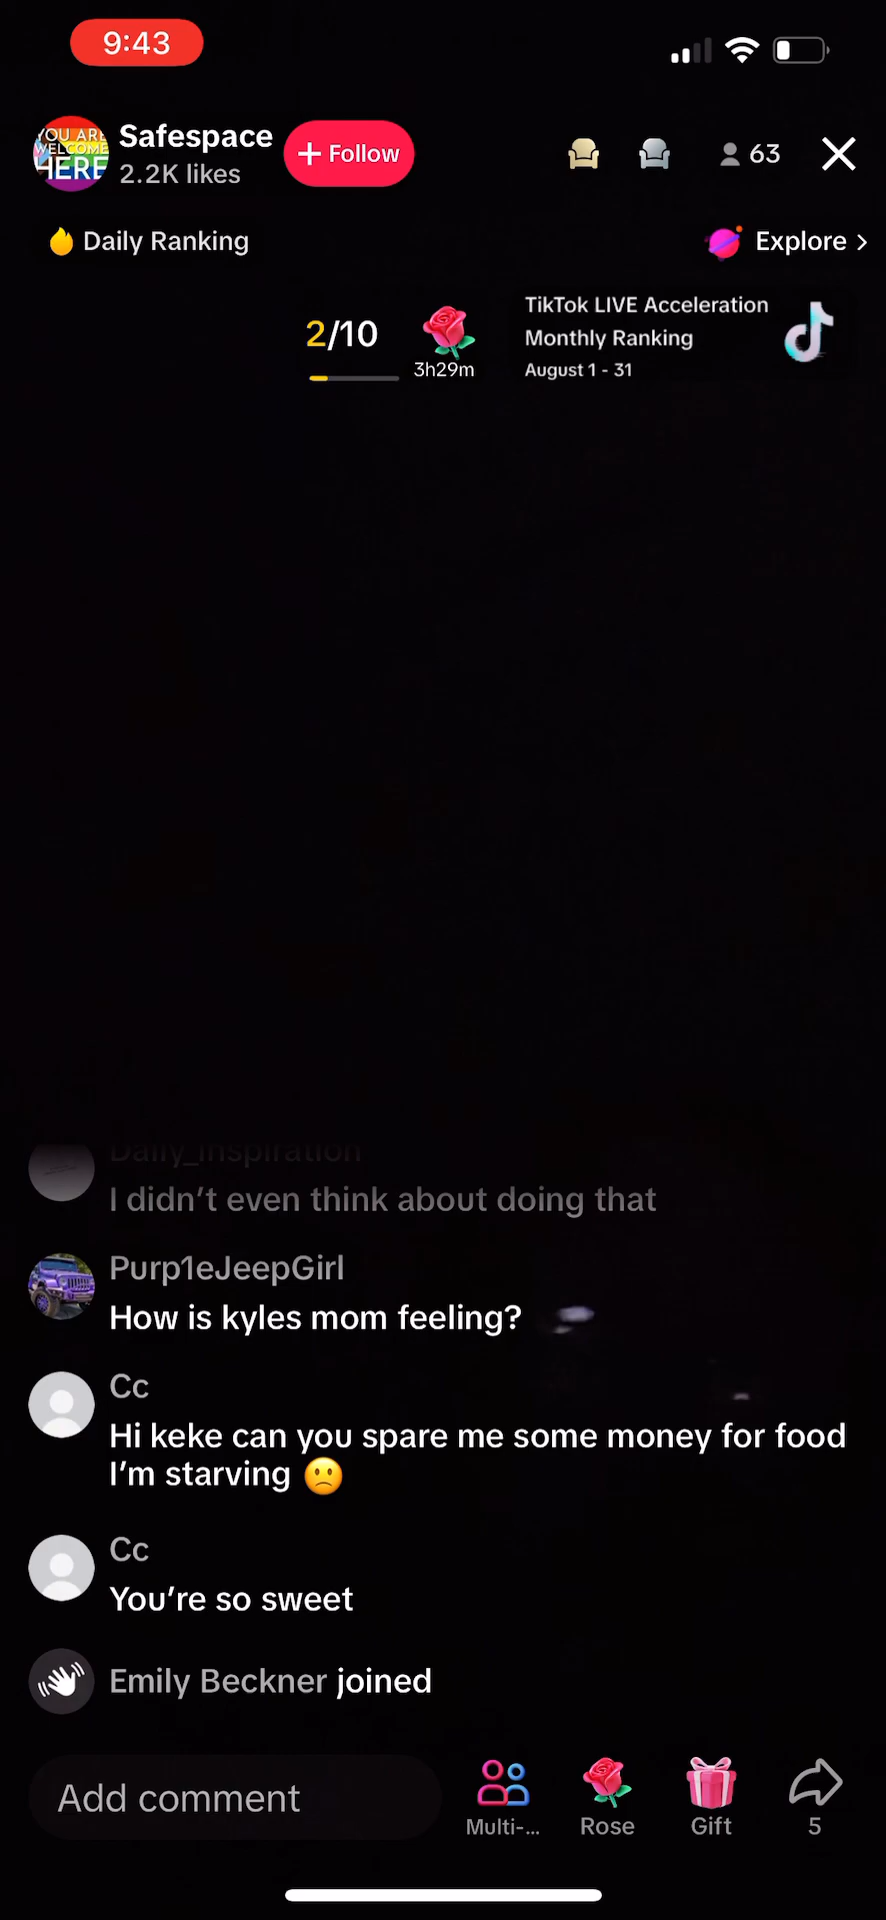 9:43
YOU ARE
WELCOME
HERE
Safespace
2.2K likes
+ Follow
63
Daily Ranking
Explore >
2/10
3h29m
TikTok LIVE Acceleration
Monthly Ranking
August 1 - 31
Daily_Inspiration
I didn't even think about doing that
Purp1eJeepGirl
How is kyles mom feeling?
Cc
Hi keke can you spare me some money for food
I'm starving 🙁
Cc
You're so sweet
Emily Beckner joined
Add comment
Multi-...
Rose
Gift
5